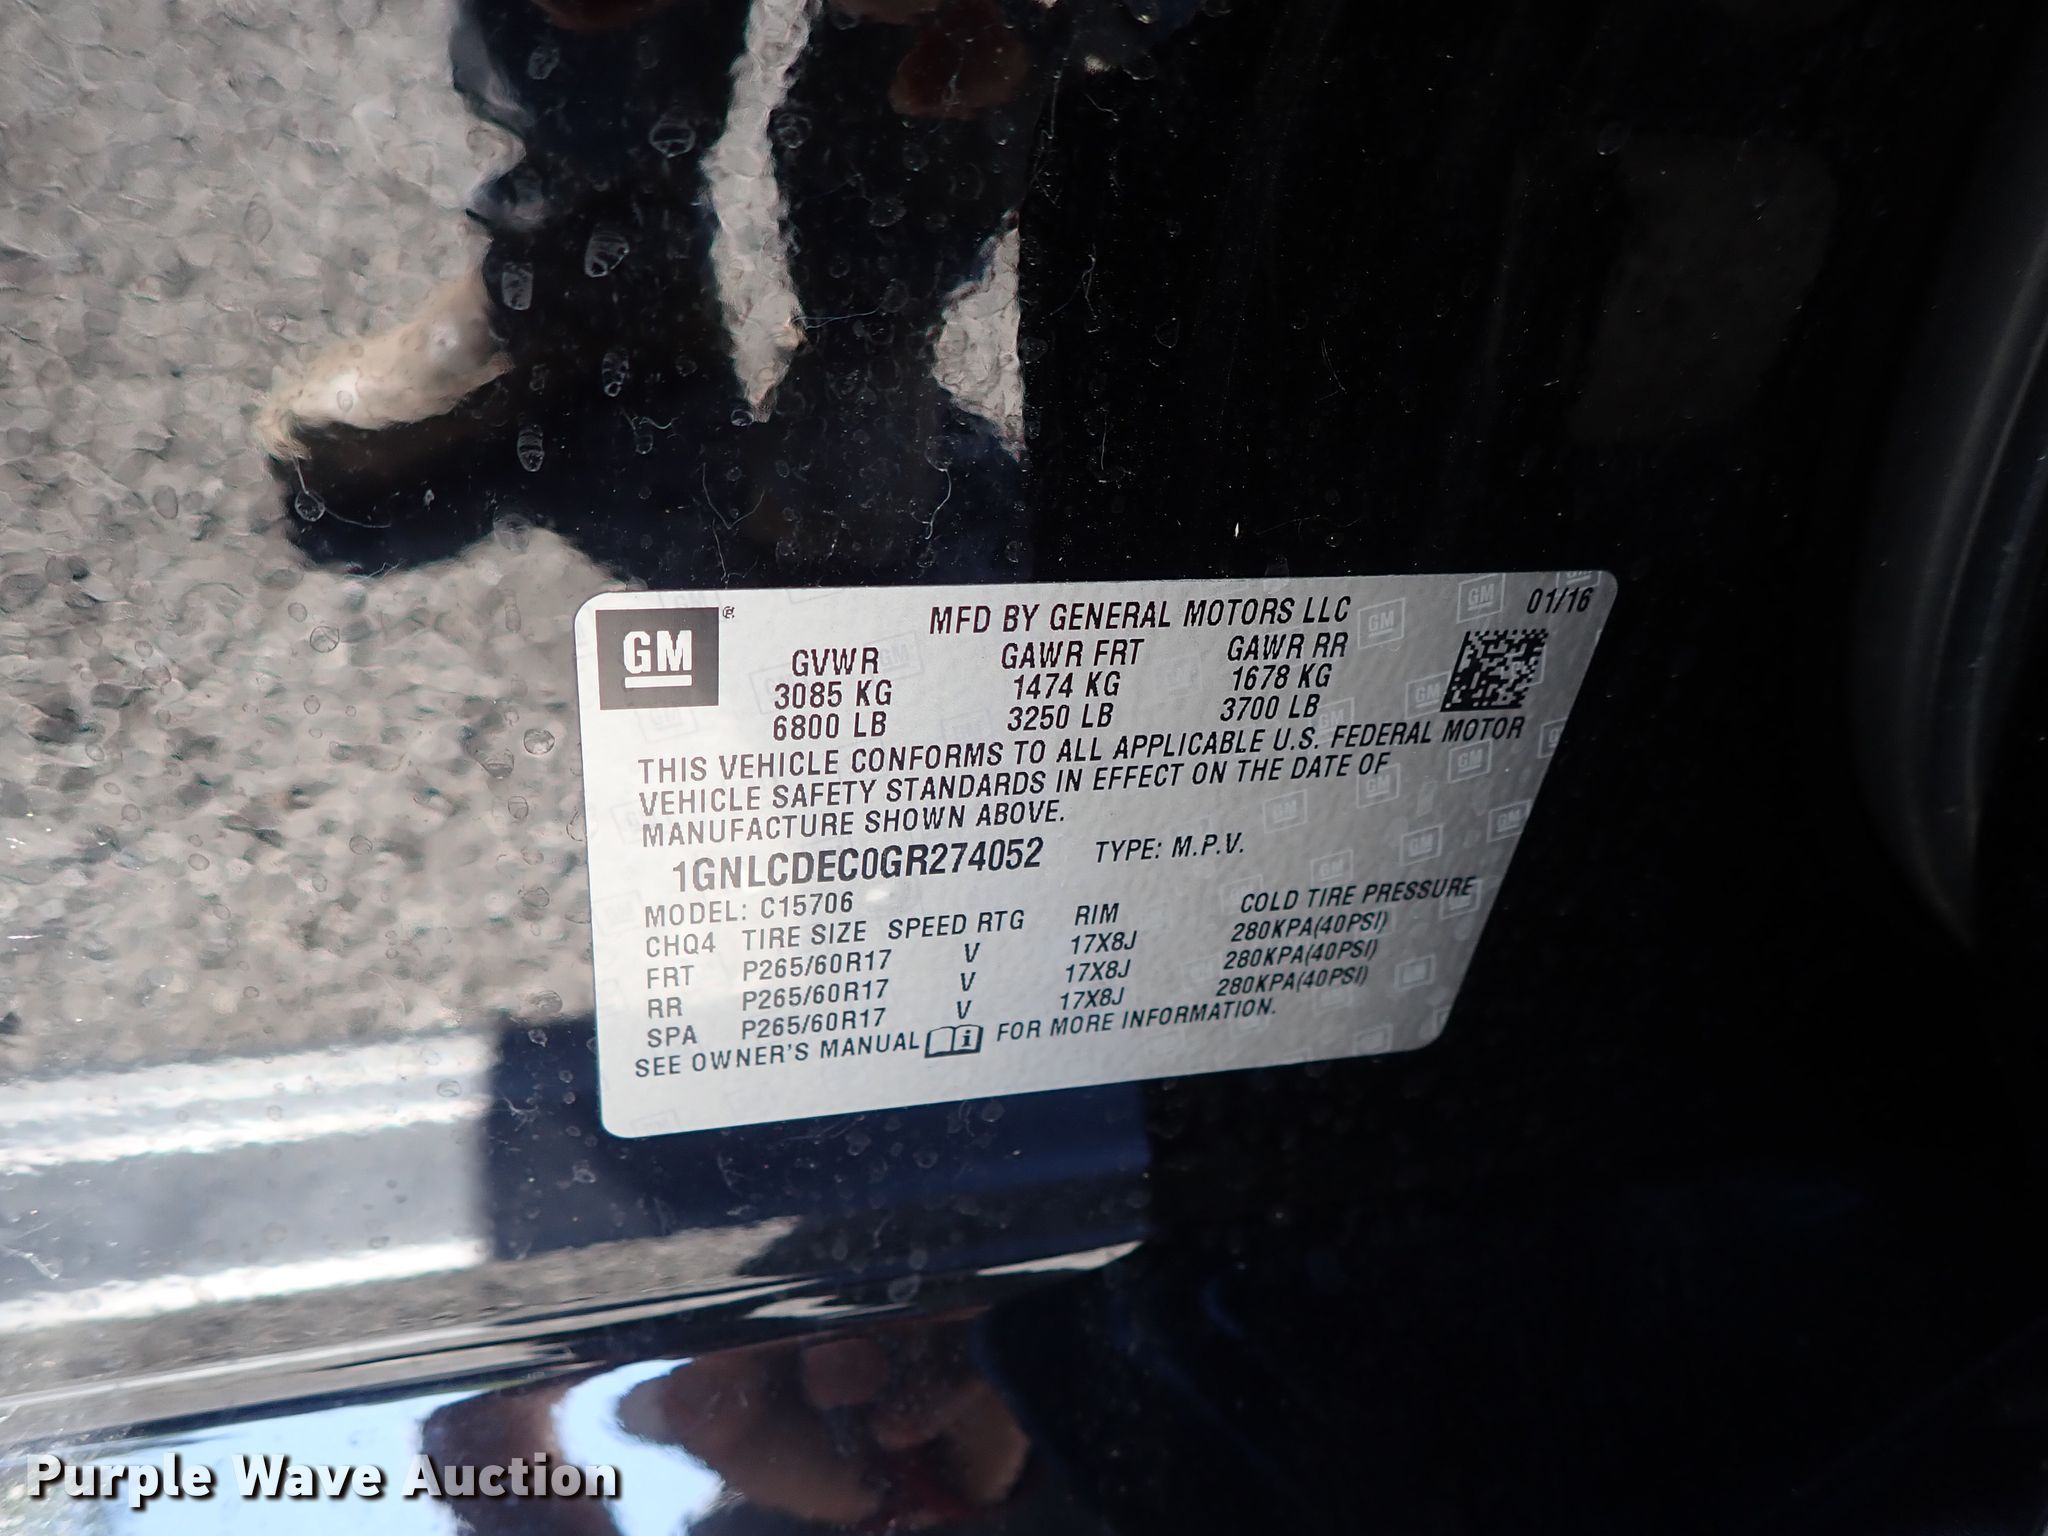 GM
MFD BY GENERAL MOTORS LLC 01/16
GVWR GAWR FRT GAWR RR
3085 KG 1474 KG 1678 KG
6800 LB 3250 LB 3700 LB
THIS VEHICLE CONFORMS TO ALL APPLICABLE U.S. FEDERAL MOTOR
VEHICLE SAFETY STANDARDS IN EFFECT ON THE DATE OF
MANUFACTURE SHOWN ABOVE.
1GNLCDEC0GR274052 TYPE: M.P.V.
MODEL: C15706
CHQ4 TIRE SIZE SPEED RTG RIM COLD TIRE PRESSURE
FRT P265/60R17 V 17X8J 280KPA(40PSI)
RR P265/60R17 V 17X8J 280KPA(40PSI)
SPA P265/60R17 V 17X8J 280KPA(40PSI)
SEE OWNER'S MANUAL FOR MORE INFORMATION.
Purple Wave Auction